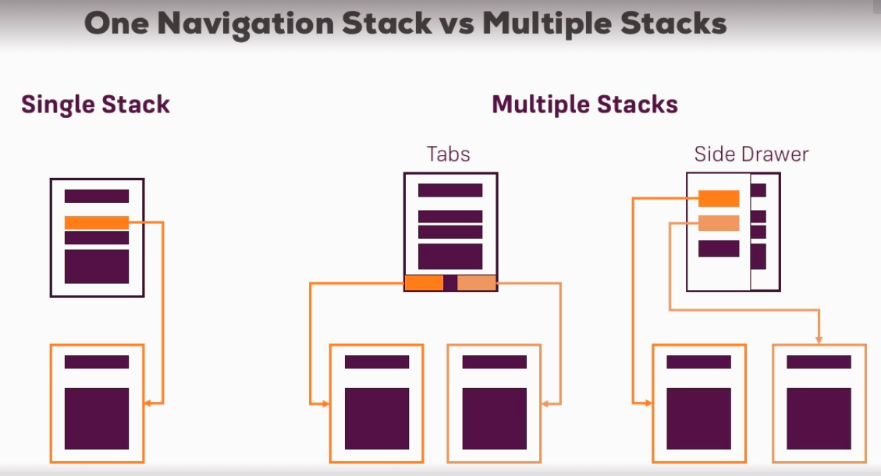 One Navigation Stack vs Multiple Stacks
Single Stack
Multiple Stacks
Tabs
Side Drawer